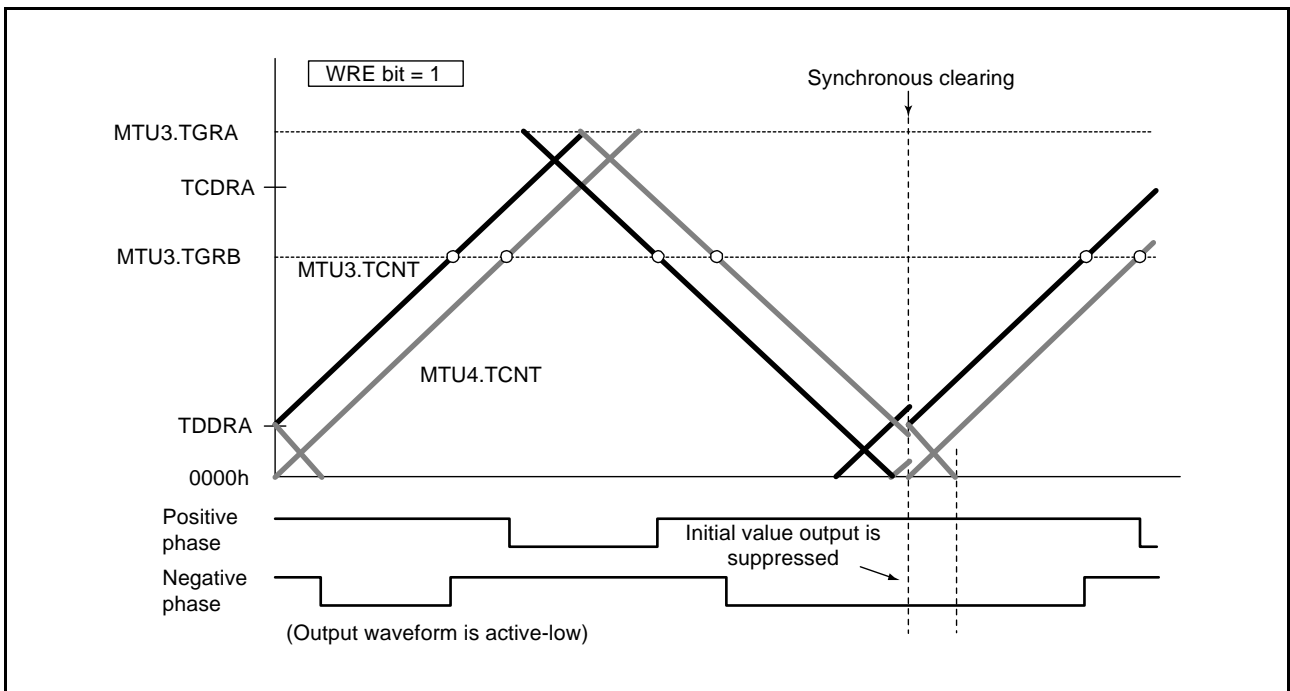 WRE bit = 1
Synchronous clearing
MTU3.TGRA
TCDRA
MTU3.TGRB
MTU3.TCNT
MTU4.TCNT
TDDRA
0000h
Positive
phase
Initial value output is
suppressed
Negative
phase
(Output waveform is active-low)